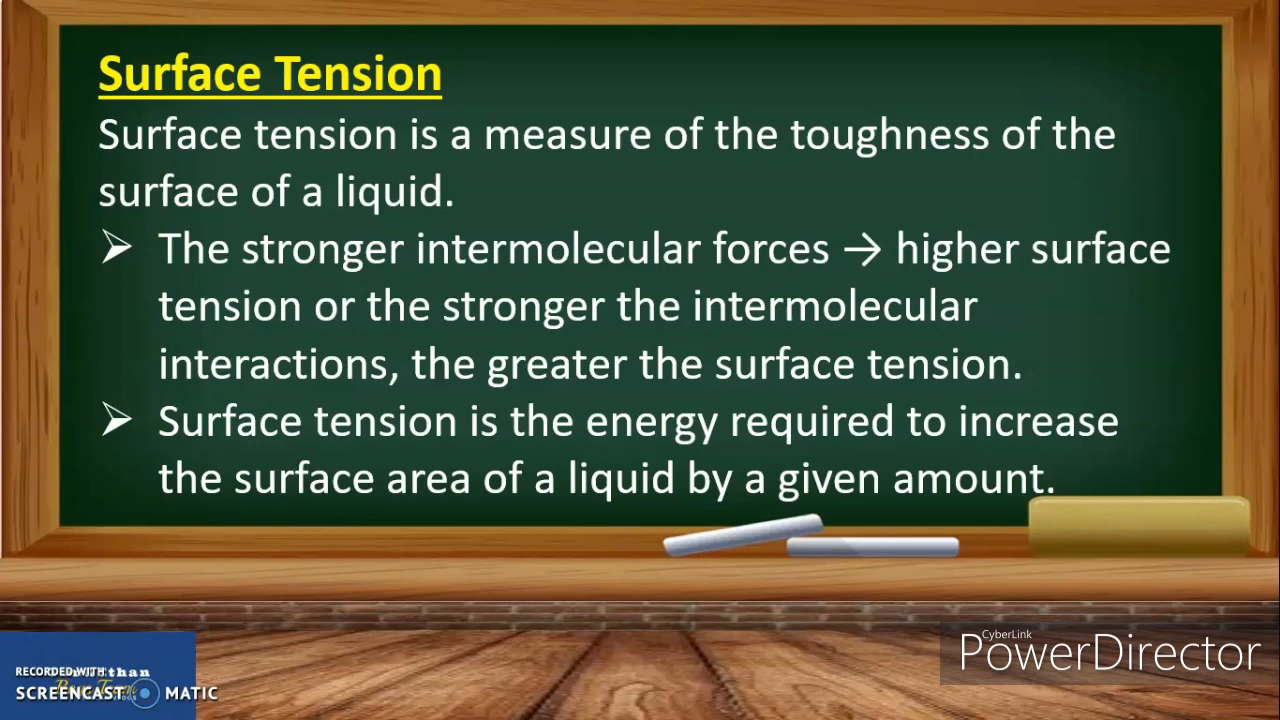 Surface Tension
Surface tension is a measure of the toughness of the
surface of a liquid.
➢ The stronger intermolecular forces → higher surface
tension or the stronger the intermolecular
interactions, the greater the surface tension.
➢ Surface tension is the energy required to increase
the surface area of a liquid by a given amount.
CyberLink
PowerDirector
RECORDED WITH
SCREENCAST MATIC